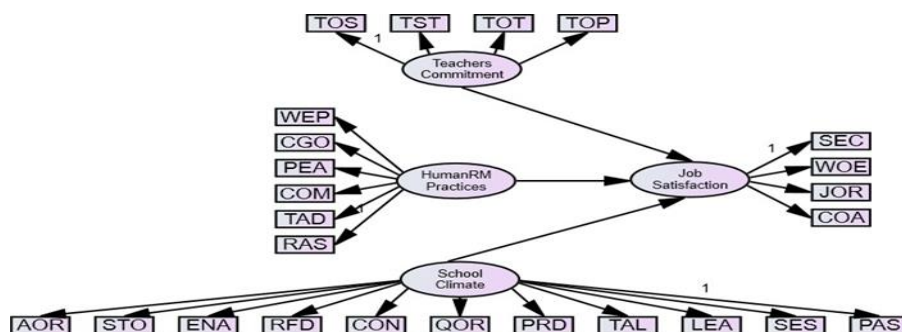 TOS TST TOT TOP
1
Teachers
Commitment
WEP
CGO
PEA
COM
TAD
RAS
HumanRM
Practices
1
Job
Satisfaction
1
SEC
WOE
JOR
COA
School
Climate
1
AOR STO ENA RFD CON QOR PRD TAL LEA SES PAS